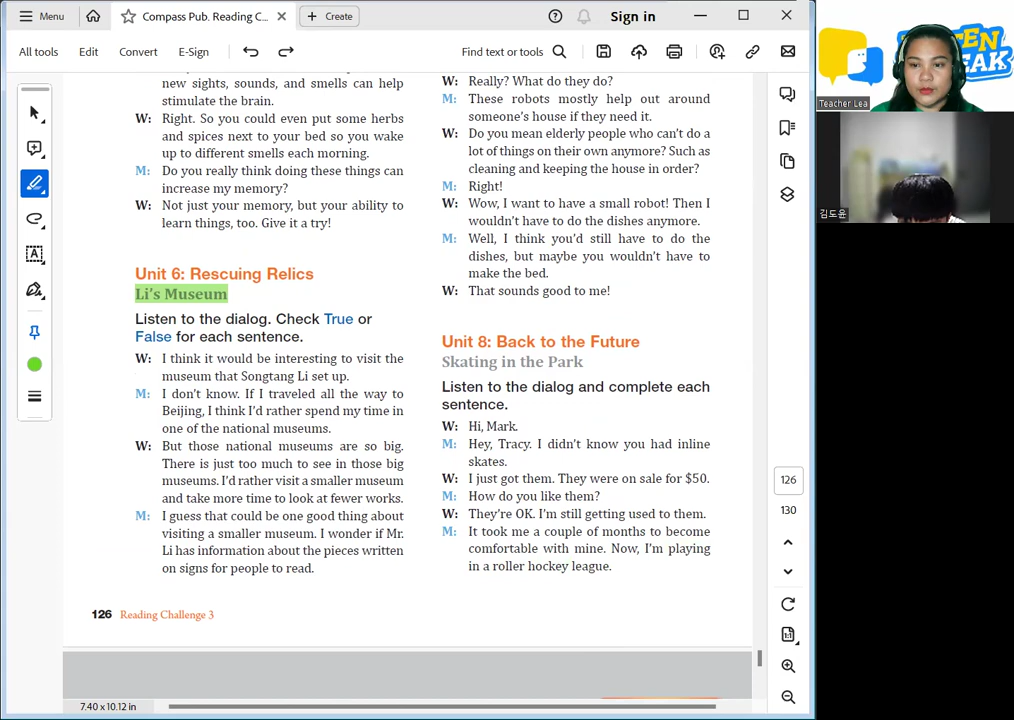 Menu
Compass Pub. Reading C...
Create
Sign in
All tools
Edit
Convert
E-Sign
Find text or tools
new sights, sounds, and smells can help
stimulate the brain.
W: Right. So you could even put some herbs
and spices next to your bed so you wake
up to different smells each morning.
M: Do you really think doing these things can
increase my memory?
W: Not just your memory, but your ability to
learn things, too. Give it a try!
Unit 6: Rescuing Relics
Li's Museum
Listen to the dialog. Check True or
False for each sentence.
W: I think it would be interesting to visit the
museum that Songtang Li set up.
M: I don't know. If I traveled all the way to
Beijing, I think I'd rather spend my time in
one of the national museums.
W: But those national museums are so big.
There is just too much to see in those big
museums. I'd rather visit a smaller museum
and take more time to look at fewer works.
M: I guess that could be one good thing about
visiting a smaller museum. I wonder if Mr.
Li has information about the pieces written
on signs for people to read.
126 Reading Challenge 3
W: Really? What do they do?
M: These robots mostly help out around
someone's house if they need it.
W: Do you mean elderly people who can't do a
lot of things on their own anymore? Such as
cleaning and keeping the house in order?
M: Right!
W: Wow, I want to have a small robot! Then I
wouldn't have to do the dishes anymore.
M: Well, I think you'd still have to do the
dishes, but maybe you wouldn't have to
make the bed.
W: That sounds good to me!
Unit 8: Back to the Future
Skating in the Park
Listen to the dialog and complete each
sentence.
W: Hi, Mark.
M: Hey, Tracy. I didn't know you had inline
skates.
W: I just got them. They were on sale for $50.
M: How do you like them?
W: They're OK. I'm still getting used to them.
M: It took me a couple of months to become
comfortable with mine. Now, I'm playing
in a roller hockey league.
126
130
7.40 x 10.12 in
Teacher Lea
김도윤